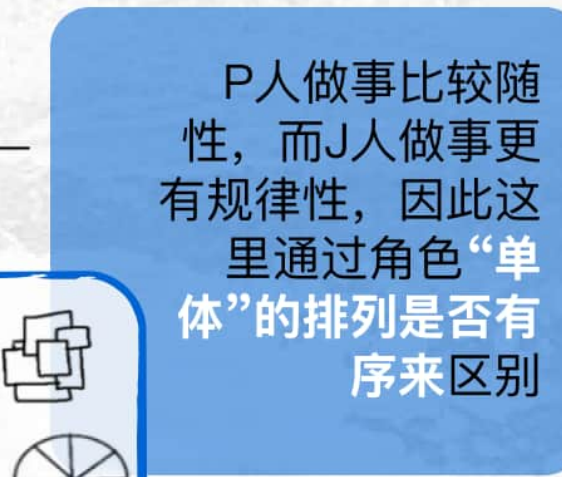 P人做事比较随
性，而J人做事更
有规律性，因此这
里通过角色“单
体”的排列是否有
序来区别